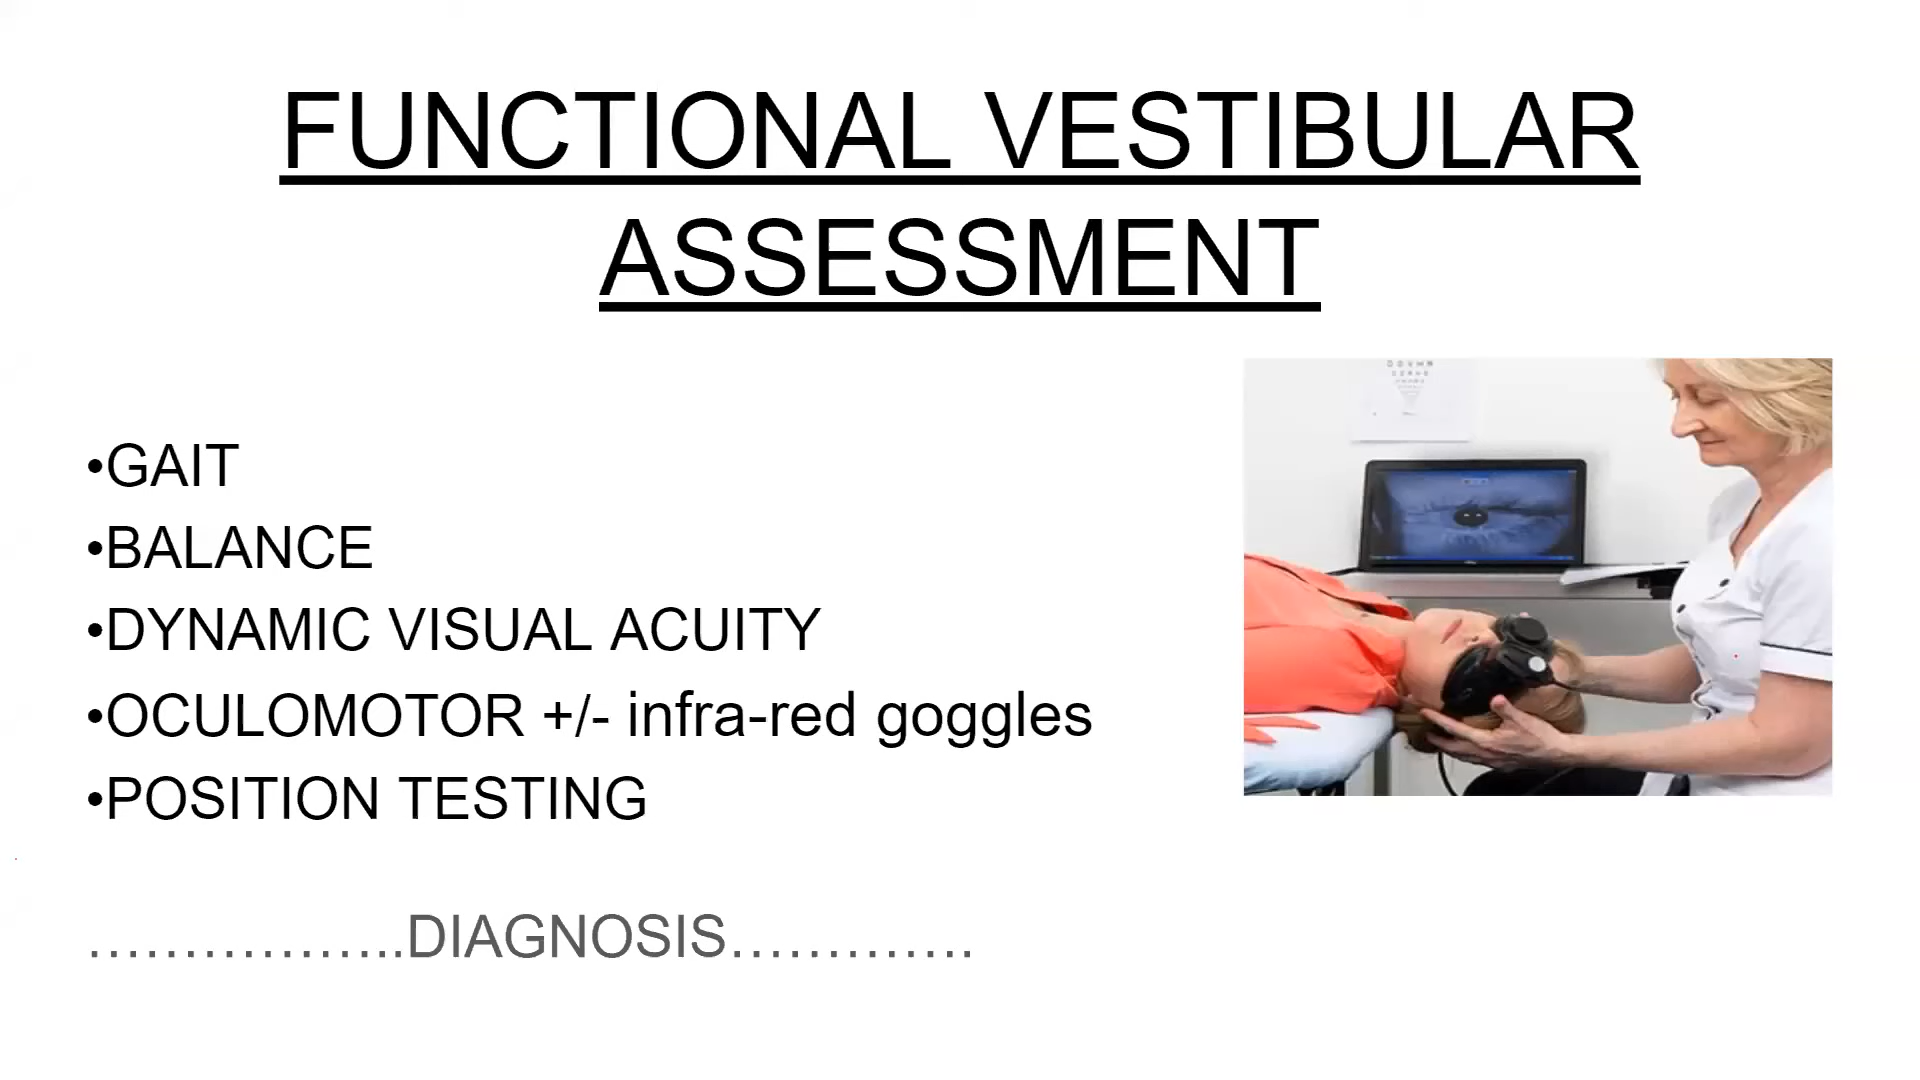 FUNCTIONAL VESTIBULAR
ASSESSMENT
•GAIT
•BALANCE
•DYNAMIC VISUAL ACUITY
•OCULOMOTOR +/- infra-red goggles
•POSITION TESTING
……………..DIAGNOSIS………….